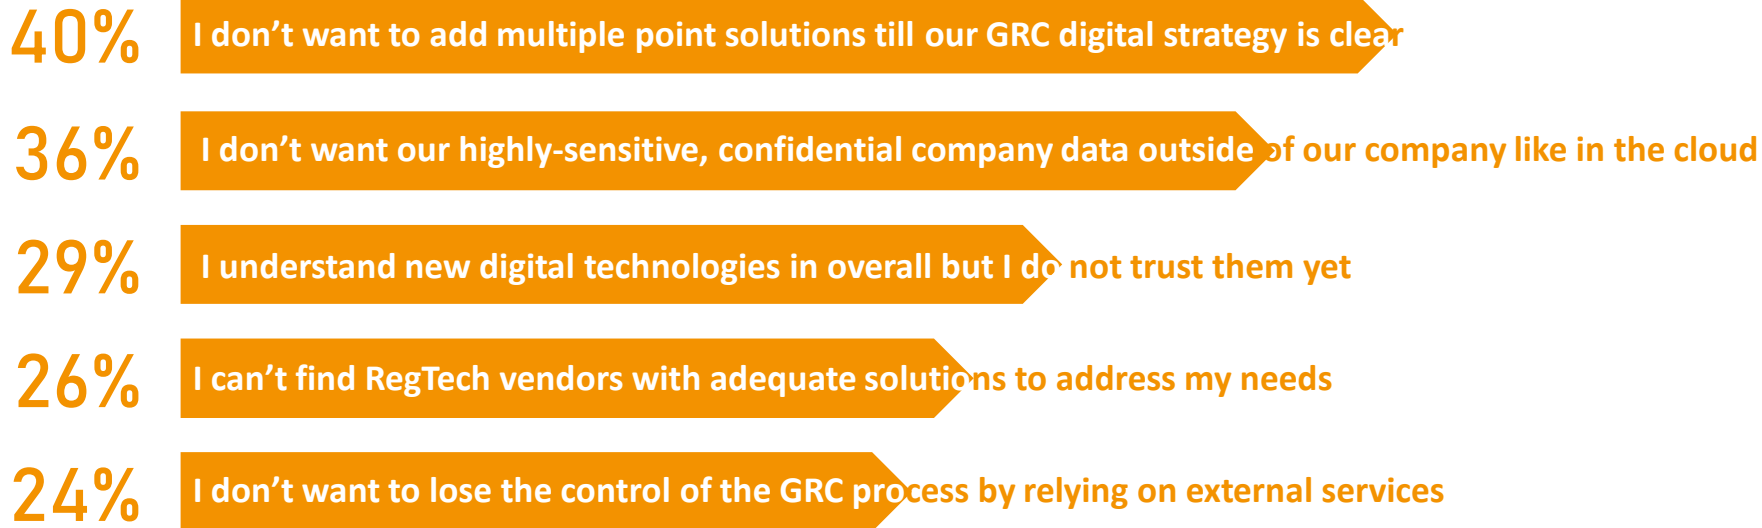 40% I don't want to add multiple point solutions till our GRC digital strategy is clear
36% I don't want our highly-sensitive, confidential company data outside of our company like in the cloud
29% I understand new digital technologies in overall but I do not trust them yet
26% I can't find RegTech vendors with adequate solutions to address my needs
24% I don't want to lose the control of the GRC process by relying on external services